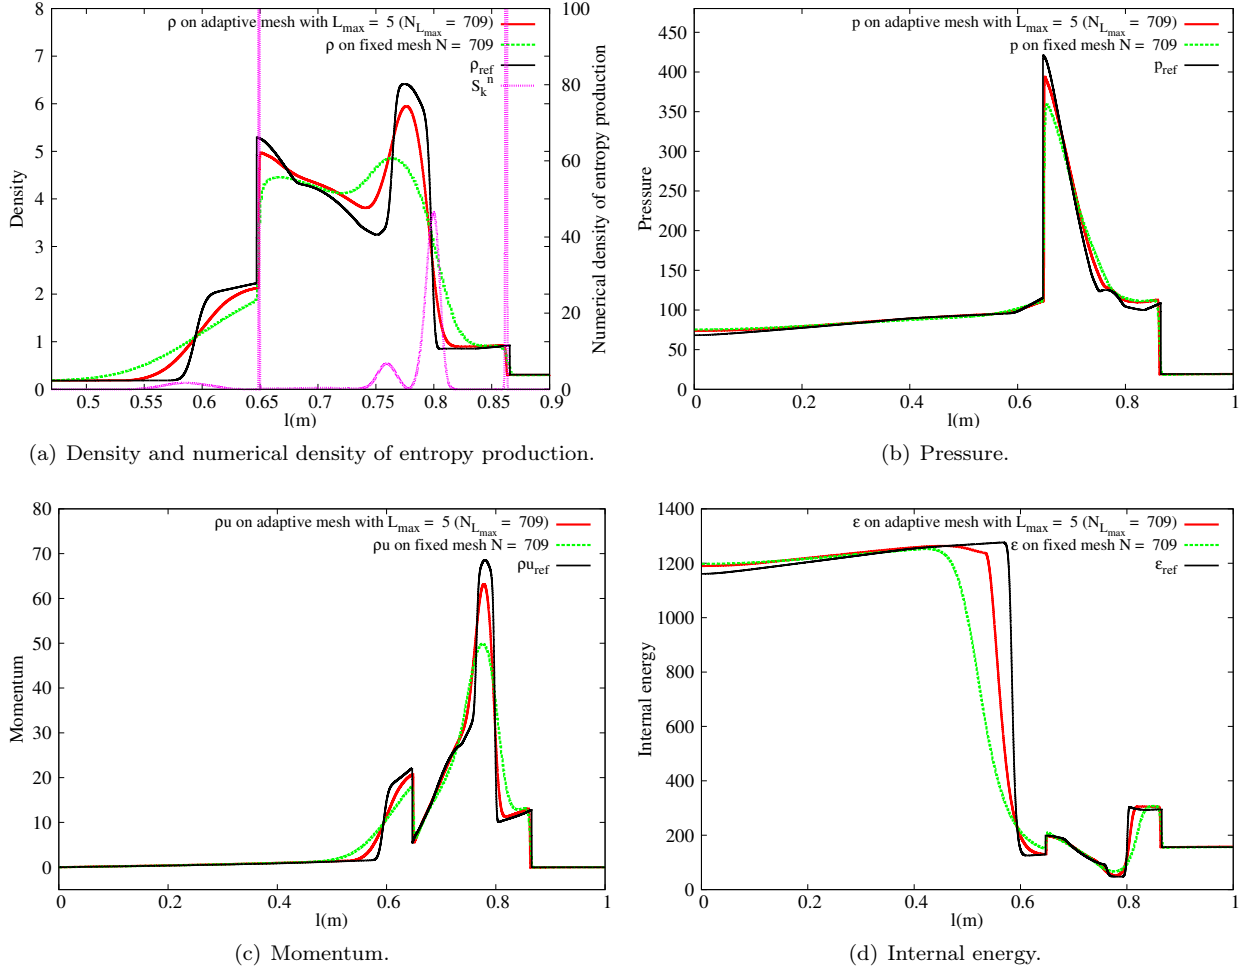 ρ on adaptive mesh with L_max = 5 (N_L_max = 709)
ρ on fixed mesh N = 709
ρ_ref
S_k^n
Density
Numerical density of entropy production
8
7
6
5
4
3
2
1
0
100
80
60
40
20
0
0.5 0.55 0.6 0.65 0.7 0.75 0.8 0.85 0.9
l(m)
(a) Density and numerical density of entropy production.
p on adaptive mesh with L_max = 5 (N_L_max = 709)
p on fixed mesh N = 709
p_ref
Pressure
450
400
350
300
250
200
150
100
50
0
0 0.2 0.4 0.6 0.8 1
l(m)
(b) Pressure.
ρu on adaptive mesh with L_max = 5 (N_L_max = 709)
ρu on fixed mesh N = 709
ρu_ref
Momentum
80
70
60
50
40
30
20
10
0
0 0.2 0.4 0.6 0.8 1
l(m)
(c) Momentum.
ε on adaptive mesh with L_max = 5 (N_L_max = 709)
ε on fixed mesh N = 709
ε_ref
Internal energy
1400
1200
1000
800
600
400
200
0
0 0.2 0.4 0.6 0.8 1
l(m)
(d) Internal energy.